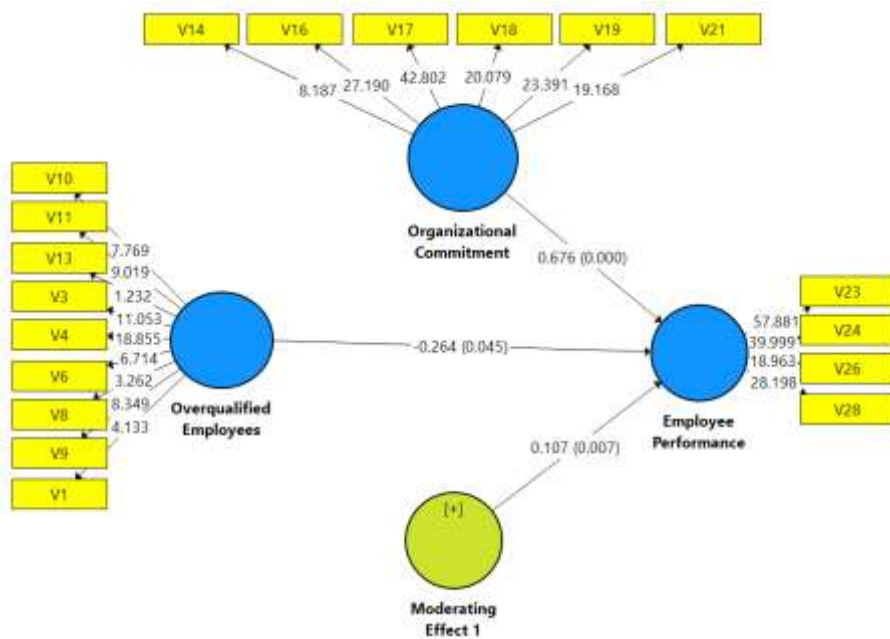 V14
V16
V17
V18
V19
V21
8.187
27.190
42.802
20.079
23.391
19.168
Organizational
Commitment
V10
V11
V13
V3
V4
V6
V8
V9
V1
7.769
9.019
1.232
11.053
18.855
6.714
3.262
8.349
4.133
Overqualified
Employees
0.676 (0.000)
-0.264 (0.045)
0.107 (0.007)
57.881
39.999
18.963
28.198
V23
V24
V26
V28
Employee
Performance
[+]
Moderating
Effect 1